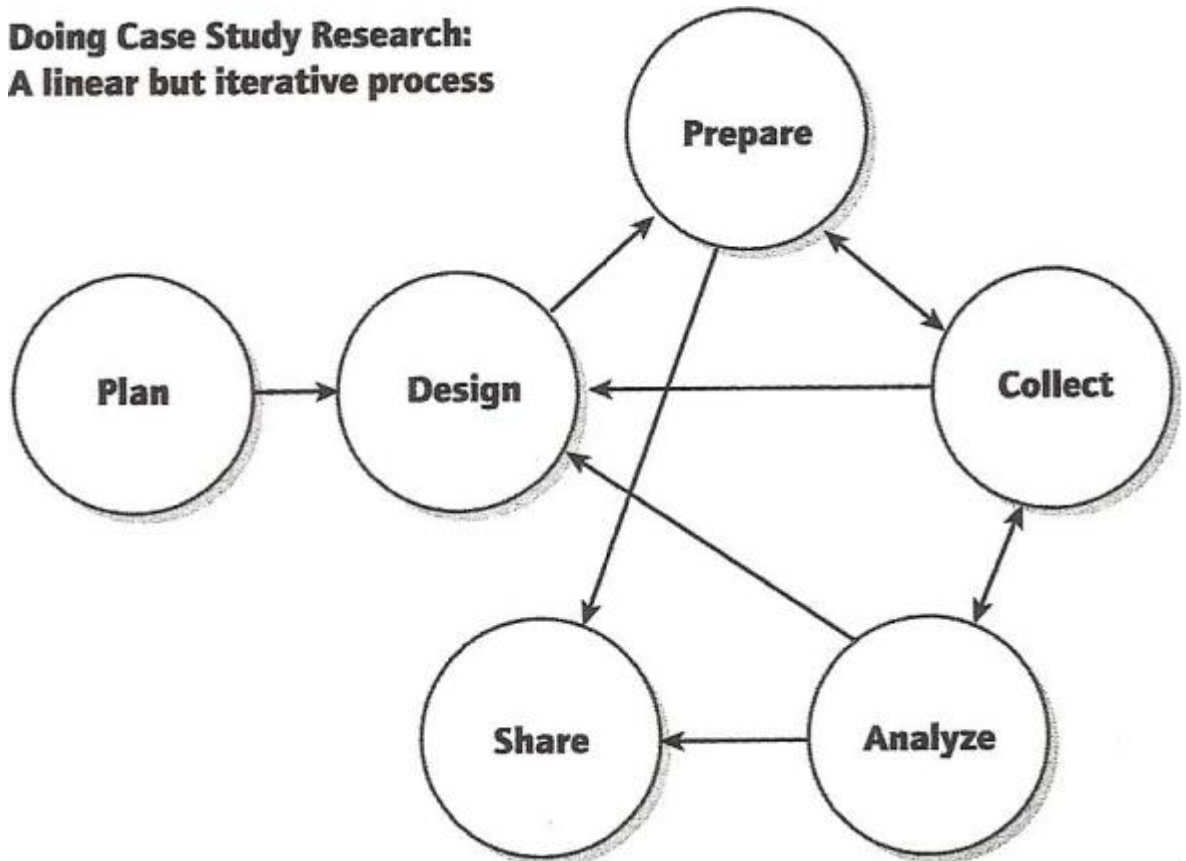 Doing Case Study Research:
A linear but iterative process
Prepare
Plan
Design
Collect
Share
Analyze